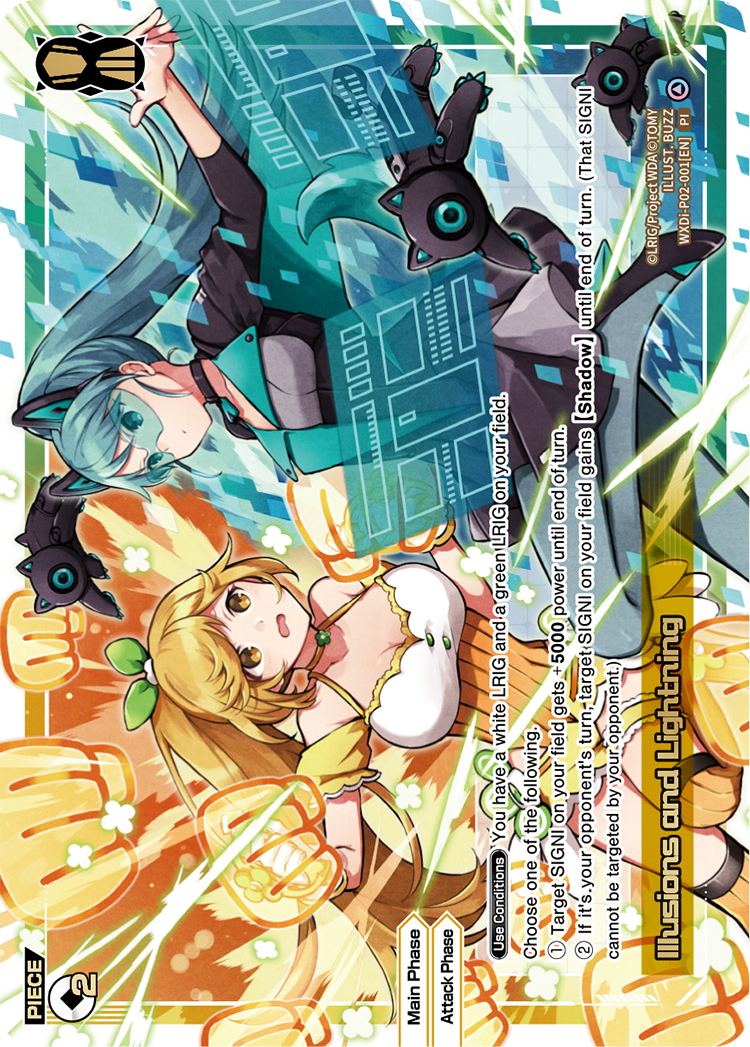 PIECE
2
Main Phase
Attack Phase
Use Conditions You have a white LRIG and a green LRIG on your field.
Choose one of the following.
① Target SIGNI on your field gets +5000 power until end of turn.
② If it's your opponent's turn, target SIGNI on your field gains [Shadow] until end of turn. (That SIGNI
cannot be targeted by your opponent.)
Illusions and Lightning
©LRIG/Project WDA ©TOMY
ILLUST. BUZZ
WXDi-P02-001[EN] PI